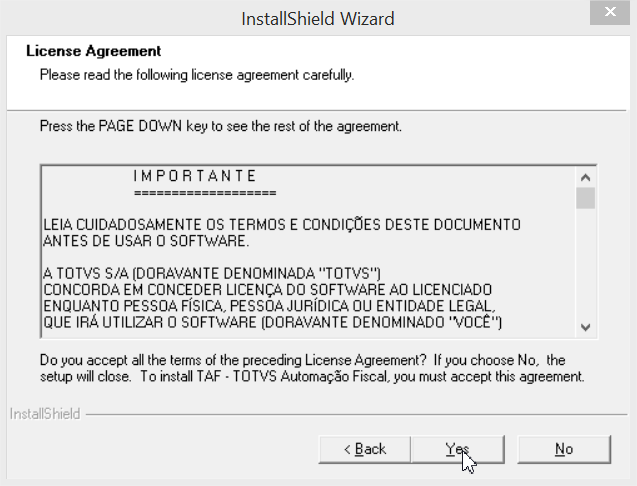 InstallShield Wizard
License Agreement
Please read the following license agreement carefully.
Press the PAGE DOWN key to see the rest of the agreement.
I M P O R T A N T E
===================
LEIA CUIDADOSAMENTE OS TERMOS E CONDIÇÕES DESTE DOCUMENTO
ANTES DE USAR O SOFTWARE.
A TOTVS S/A (DORAVANTE DENOMINADA "TOTVS")
CONCORDA EM CONCEDER LICENÇA DO SOFTWARE AO LICENCIADO
ENQUANTO PESSOA FÍSICA, PESSOA JURÍDICA OU ENTIDADE LEGAL,
QUE IRÁ UTILIZAR O SOFTWARE (DORAVANTE DENOMINADO "VOCÊ")
Do you accept all the terms of the preceding License Agreement? If you choose No, the
setup will close. To install TAF - TOTVS Automação Fiscal, you must accept this agreement.
InstallShield
< Back Yes No